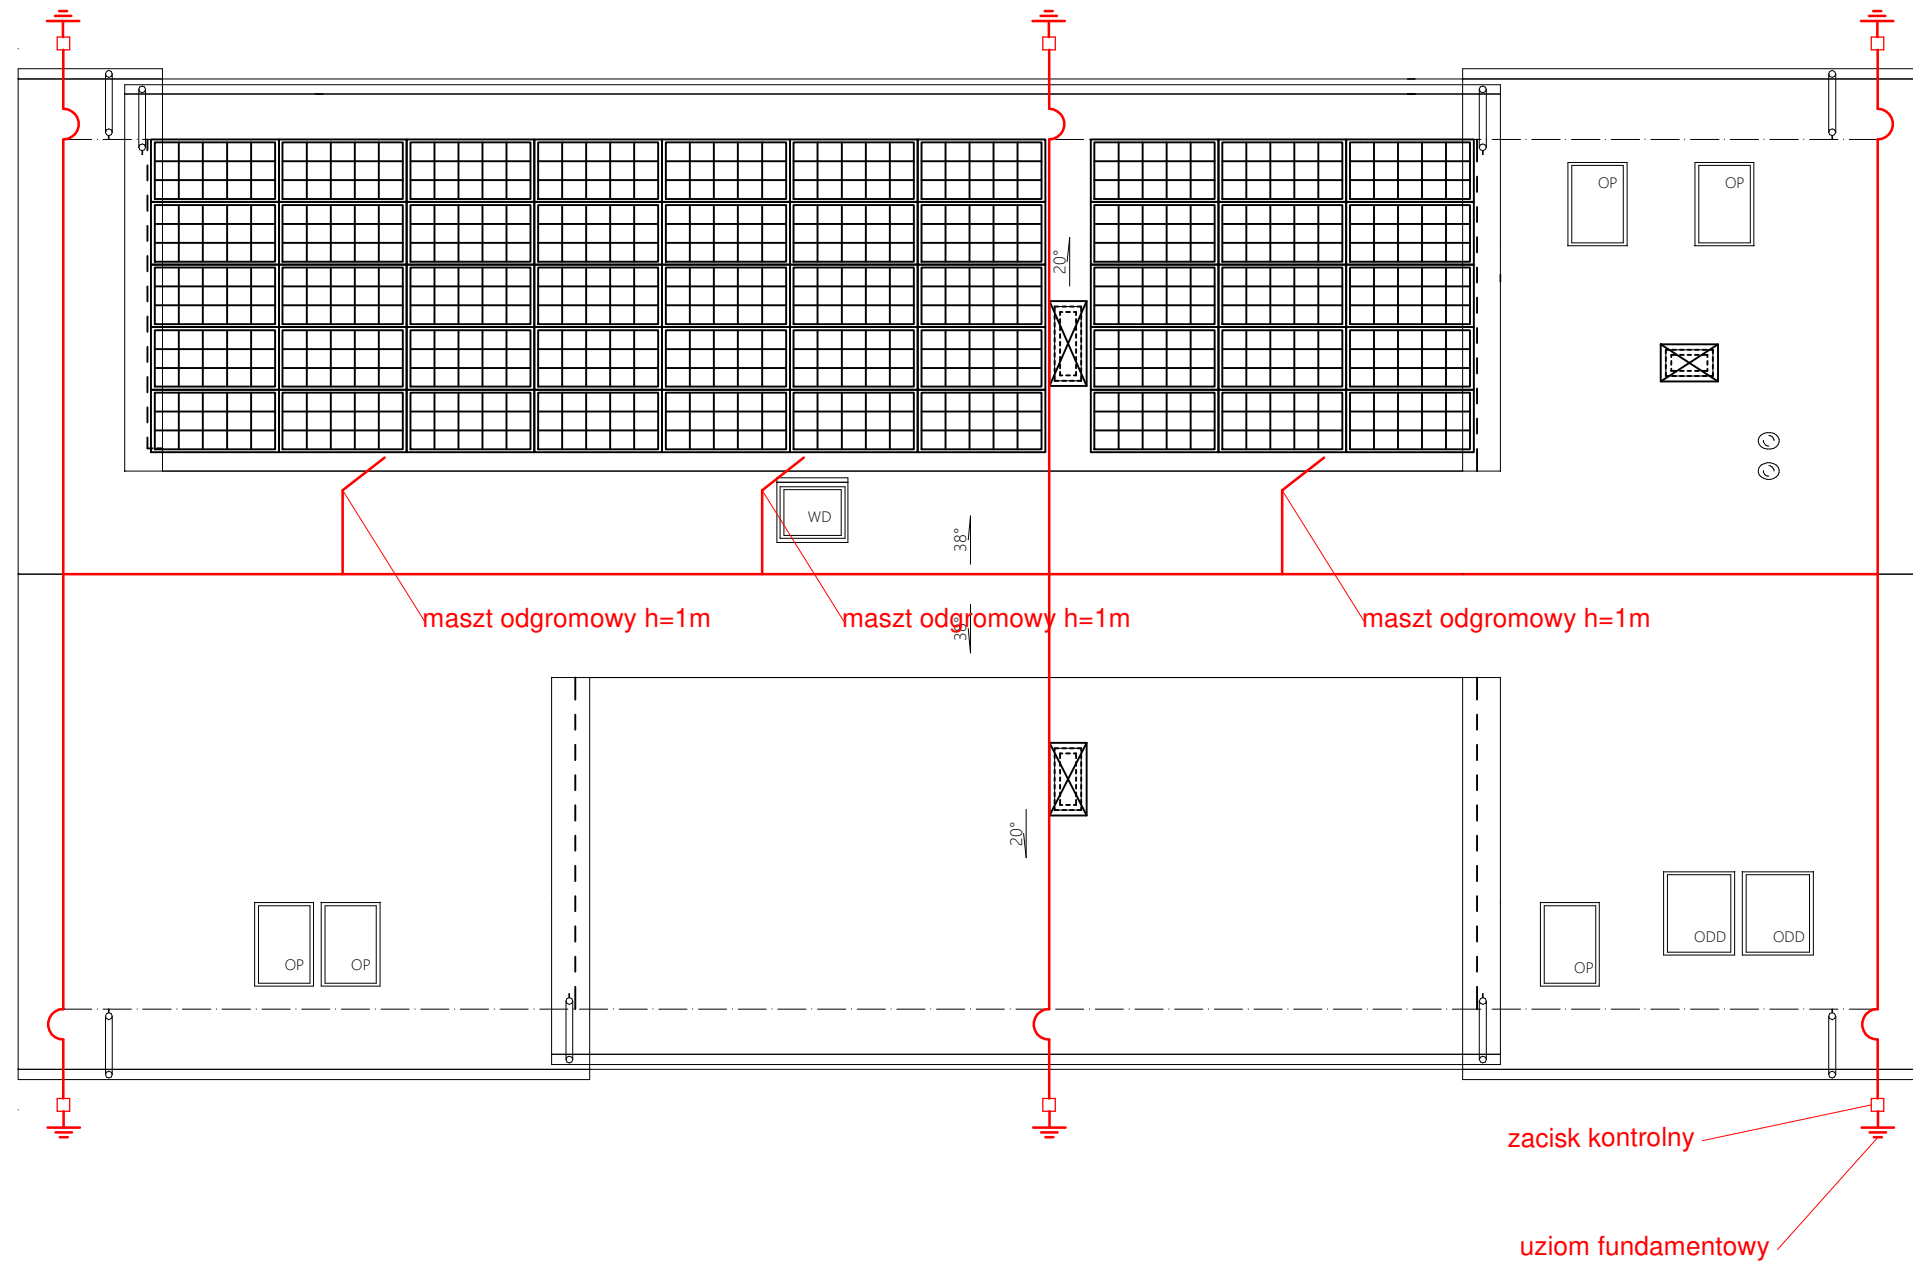 OP
OP
20°
WD
38°
maszt odgromowy h=1m
maszt odgromowy h=1m
maszt odgromowy h=1m
38°
20°
OP
OP
OP
ODD
ODD
zacisk kontrolny
uziom fundamentowy